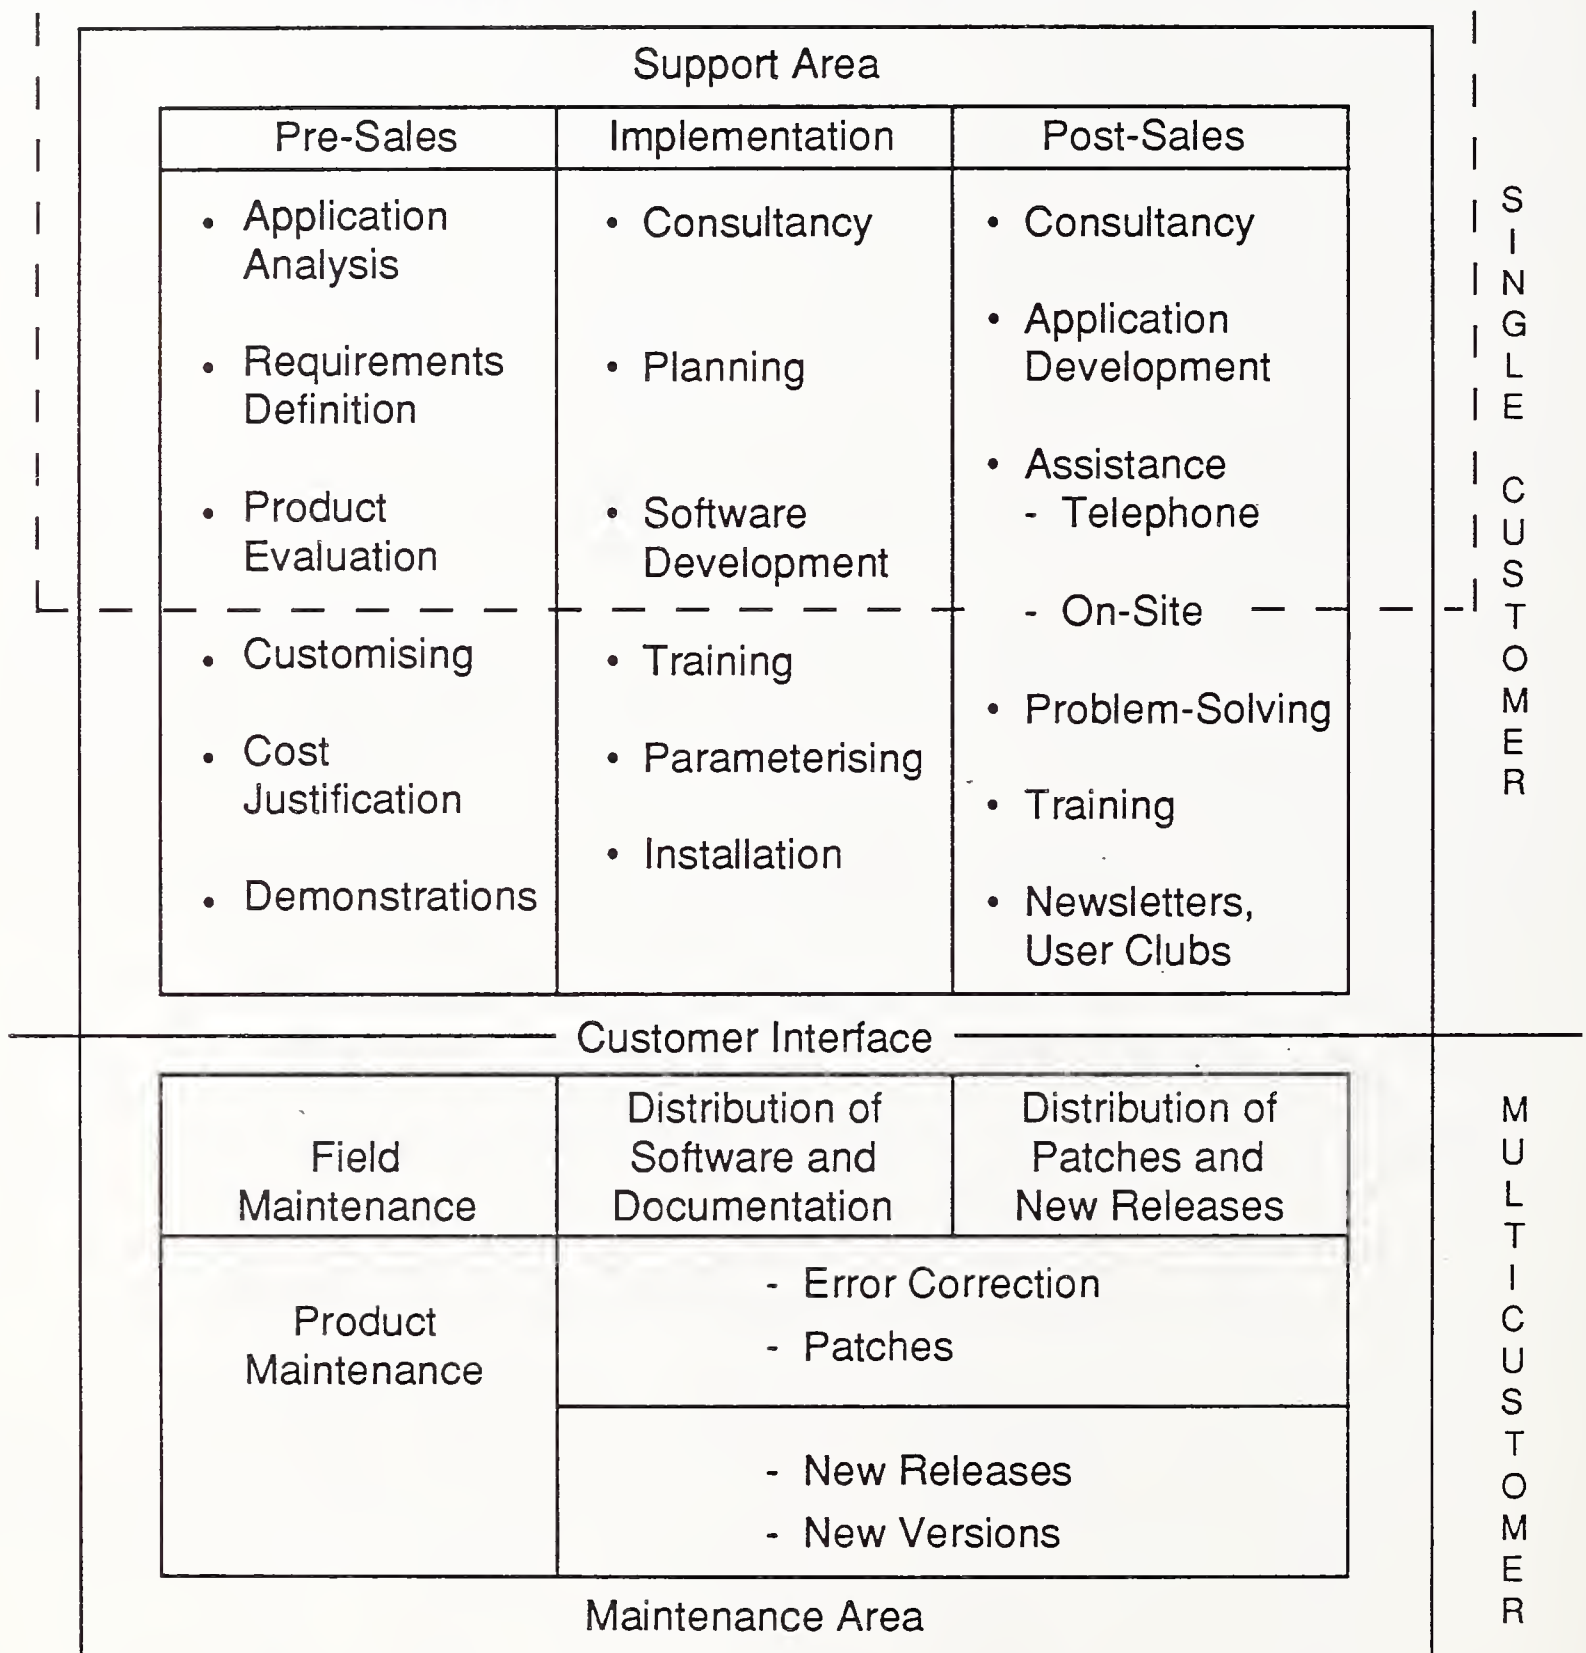 Support Area
Pre-Sales
• Application
Analysis
• Requirements
Definition
• Product
Evaluation
• Customising
• Cost
Justification
• Demonstrations
Implementation
• Consultancy
• Planning
• Software
Development
• Training
• Parameterising
• Installation
Post-Sales
• Consultancy
• Application
Development
• Assistance
- Telephone
- On-Site
• Problem-Solving
• Training
• Newsletters,
User Clubs
SINGLE CUSTOMER
Customer Interface
Field
Maintenance
Distribution of
Software and
Documentation
Distribution of
Patches and
New Releases
Product
Maintenance
- Error Correction
- Patches
- New Releases
- New Versions
Maintenance Area
MULTICUSTOMER